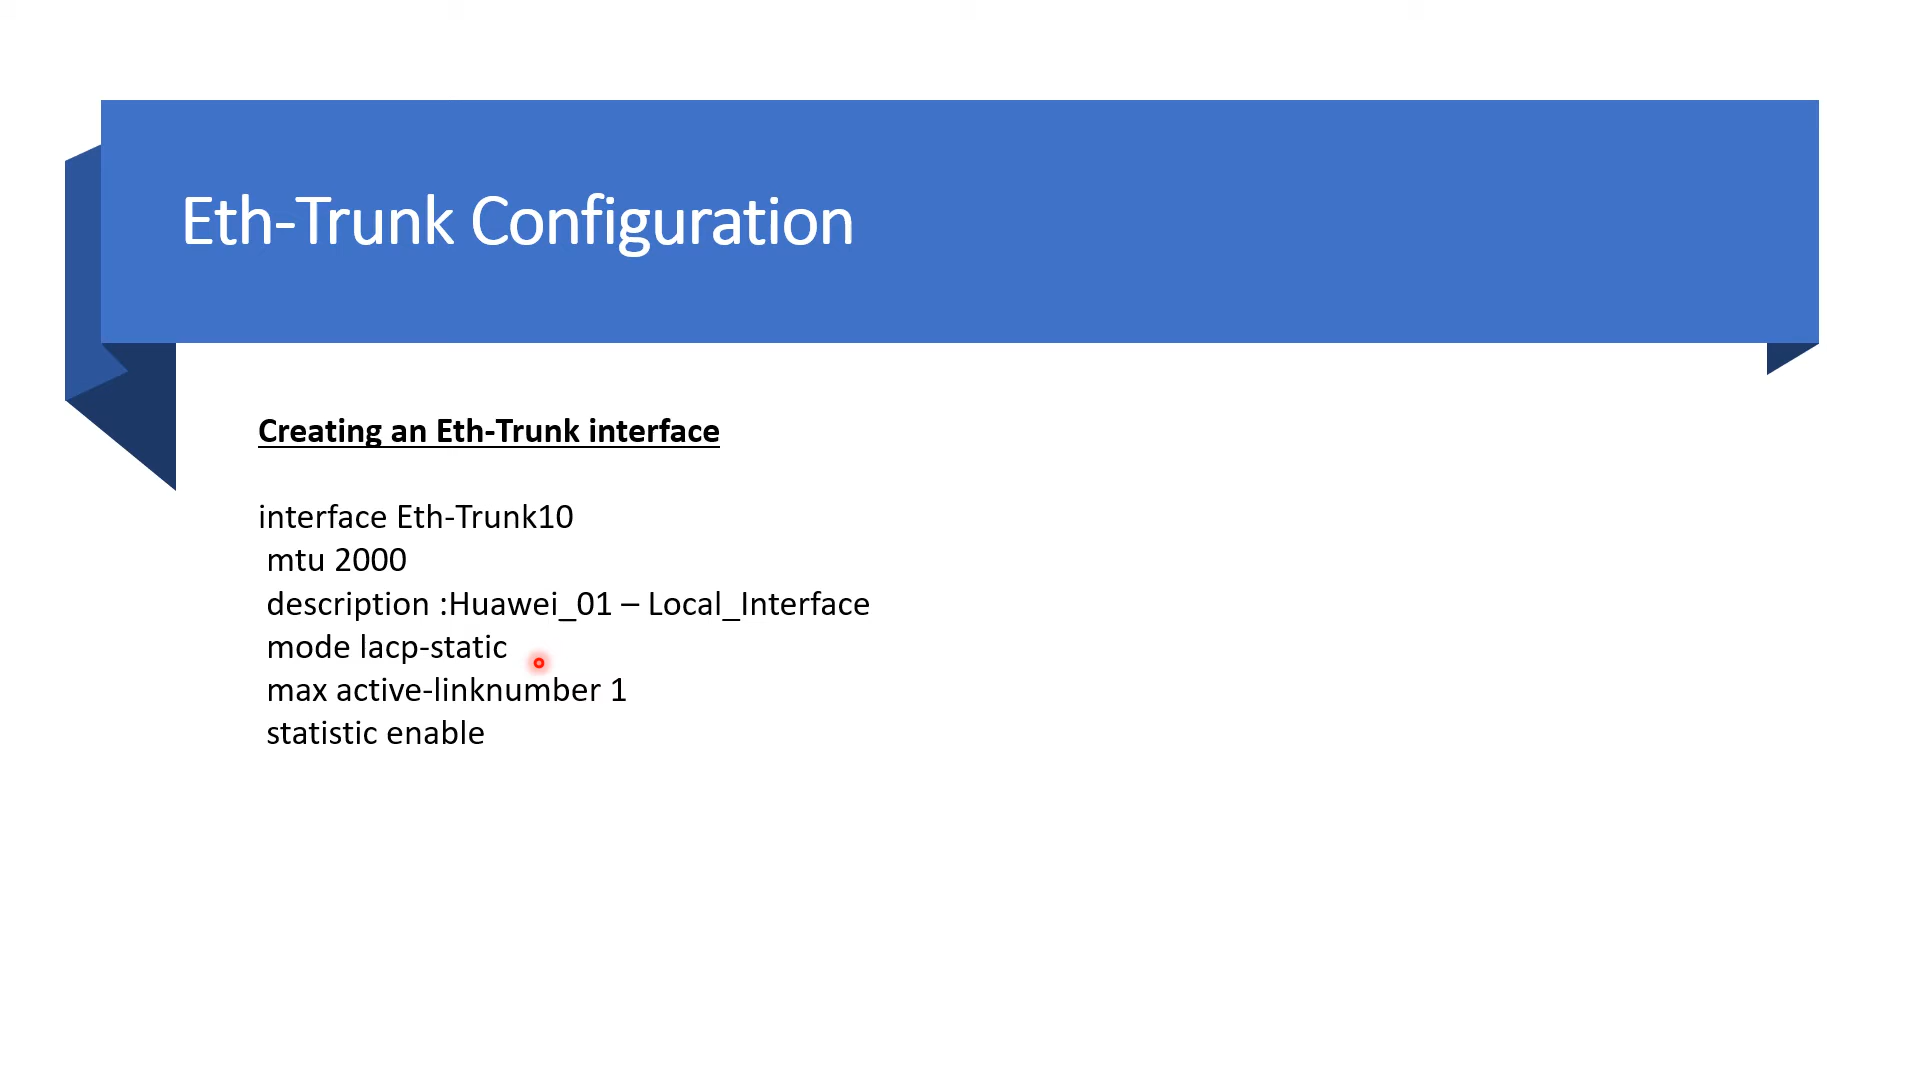 Eth-Trunk Configuration
Creating an Eth-Trunk interface
interface Eth-Trunk10
mtu 2000
description :Huawei_01 – Local_Interface
mode lacp-static
max active-linknumber 1
statistic enable